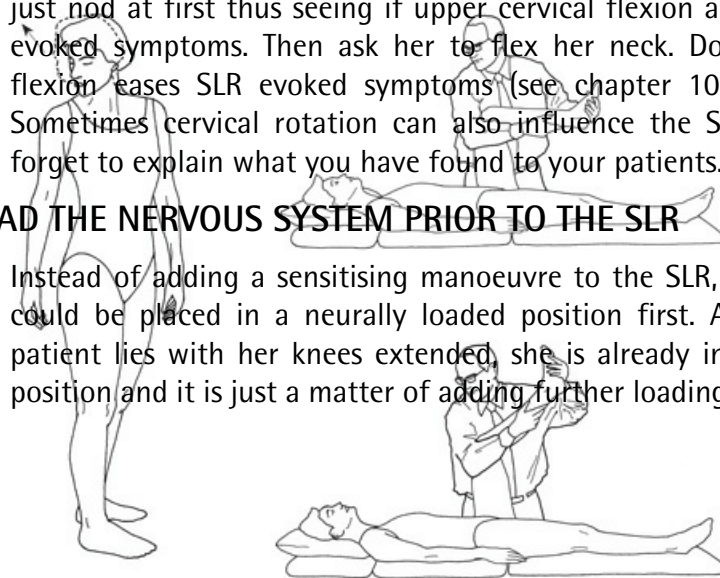 just nod at first thus seeing if upper cervical flexion a
evoked symptoms. Then ask her to flex her neck. Do
flexion eases SLR evoked symptoms (see chapter 10
Sometimes cervical rotation can also influence the S
forget to explain what you have found to your patients.
AD THE NERVOUS SYSTEM PRIOR TO THE SLR
Instead of adding a sensitising manoeuvre to the SLR,
could be placed in a neurally loaded position first. A
patient lies with her knees extended, she is already in
position and it is just a matter of adding further loading